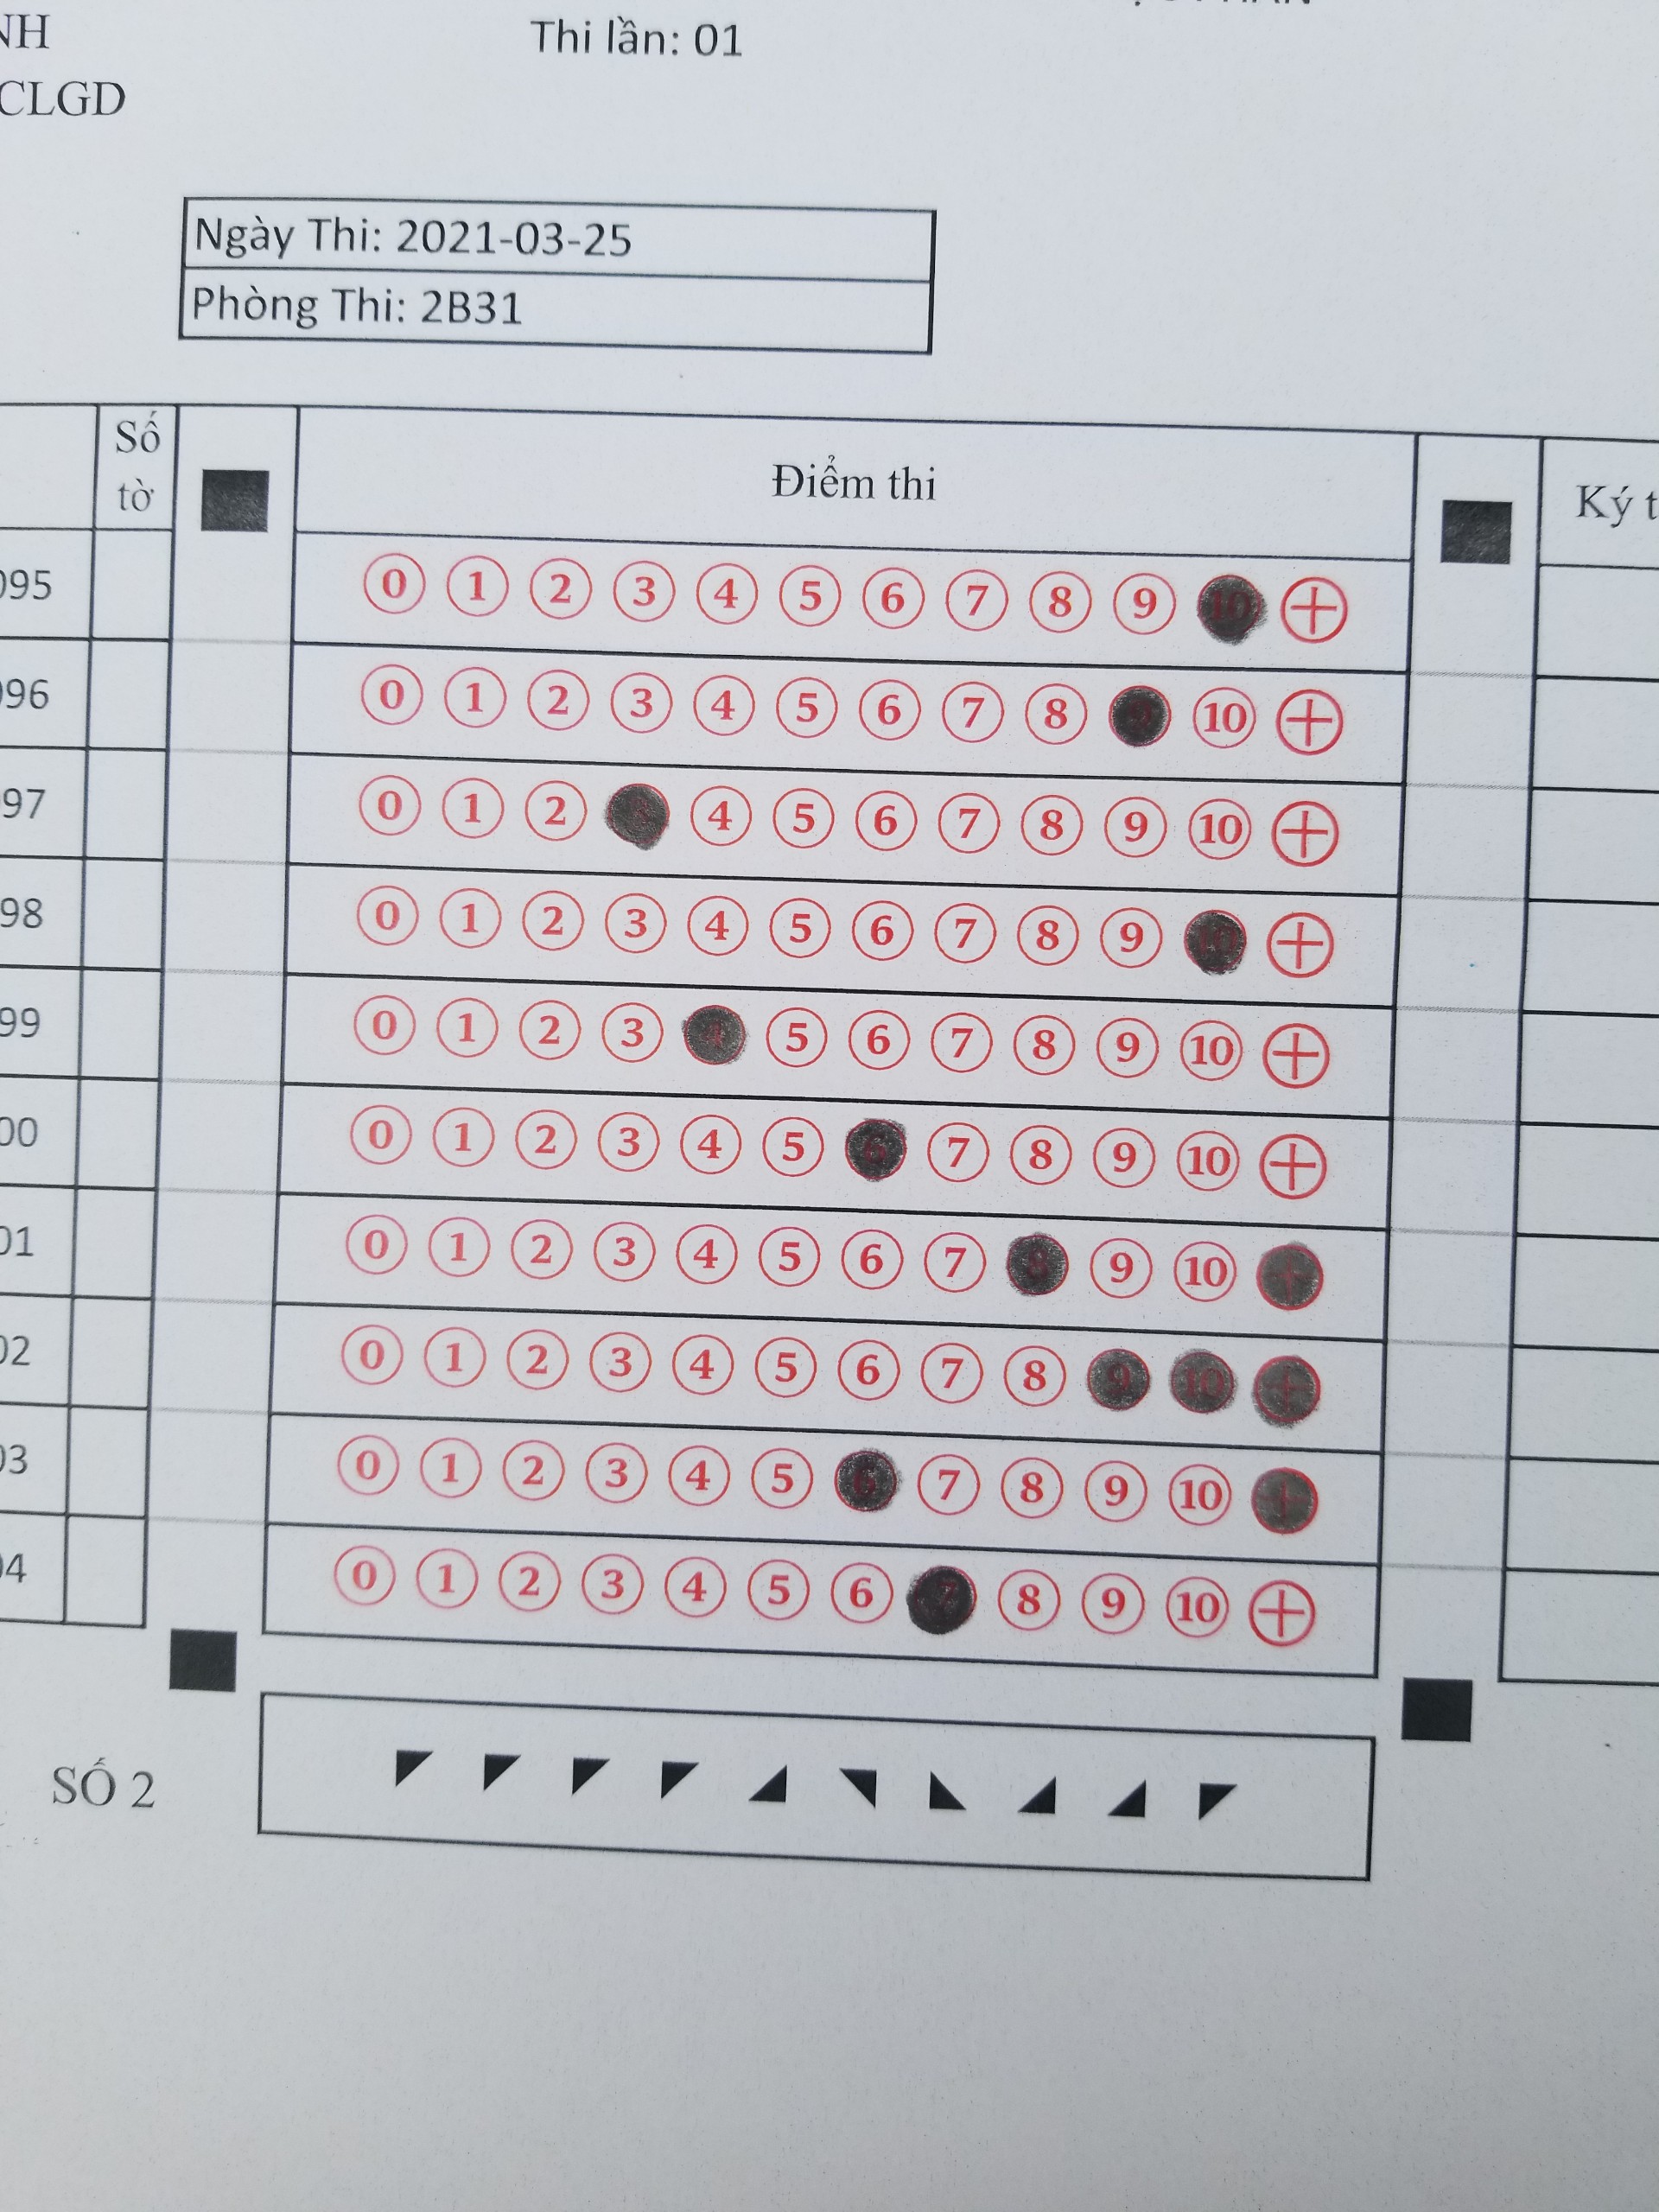 NH
Thi lần: 01
CLGD
Ngày Thi: 2021-03-25
Phòng Thi: 2B31
Số tờ
Điểm thi
Ký t
095 0 1 2 3 4 5 6 7 8 9 10 +
096 0 1 2 3 4 5 6 7 8 9 10 +
97 0 1 2 3 4 5 6 7 8 9 10 +
98 0 1 2 3 4 5 6 7 8 9 10 +
99 0 1 2 3 4 5 6 7 8 9 10 +
00 0 1 2 3 4 5 6 7 8 9 10 +
01 0 1 2 3 4 5 6 7 8 9 10 +
02 0 1 2 3 4 5 6 7 8 9 10 +
03 0 1 2 3 4 5 6 7 8 9 10 +
04 0 1 2 3 4 5 6 7 8 9 10 +
SỐ 2